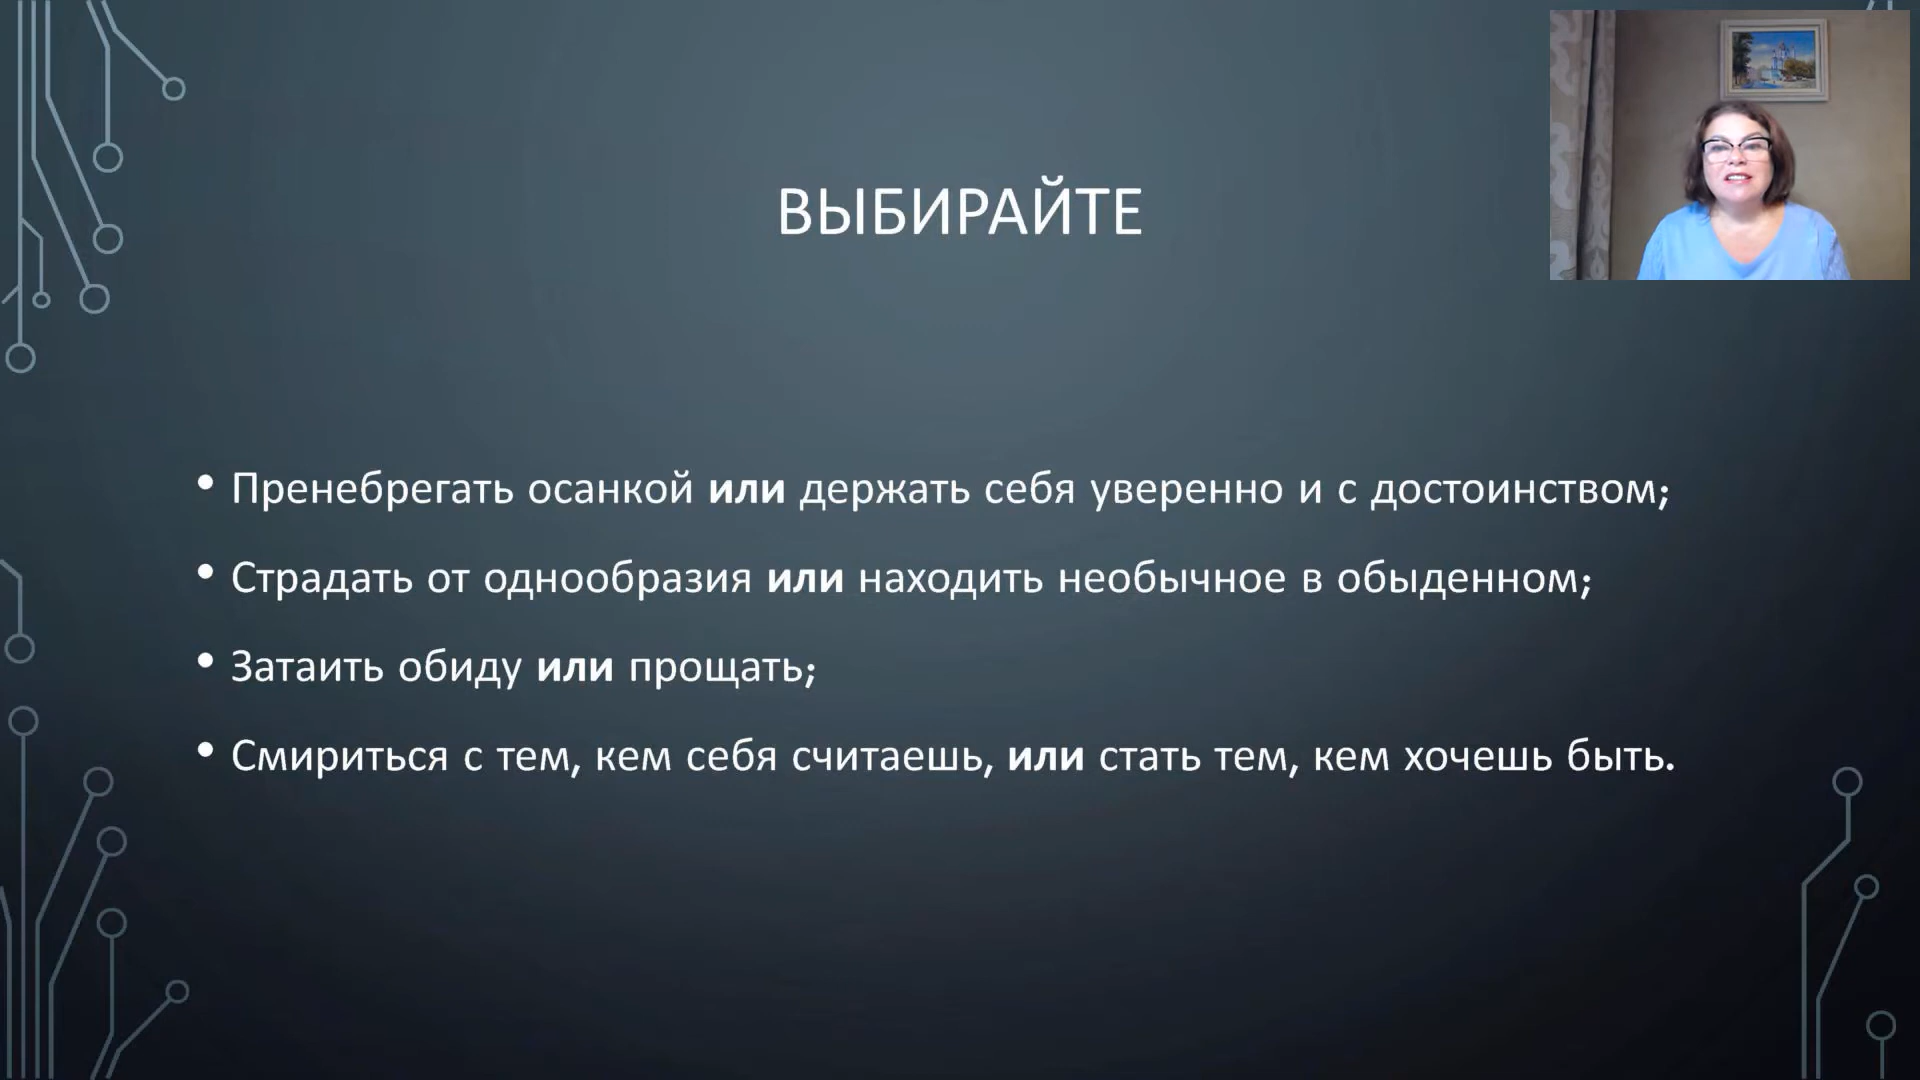 ВЫБИРАЙТЕ
• Пренебрегать осанкой или держать себя уверенно и с достоинством;
• Страдать от однообразия или находить необычное в обыденном;
• Затаить обиду или прощать;
• Смириться с тем, кем себя считаешь, или стать тем, кем хочешь быть.